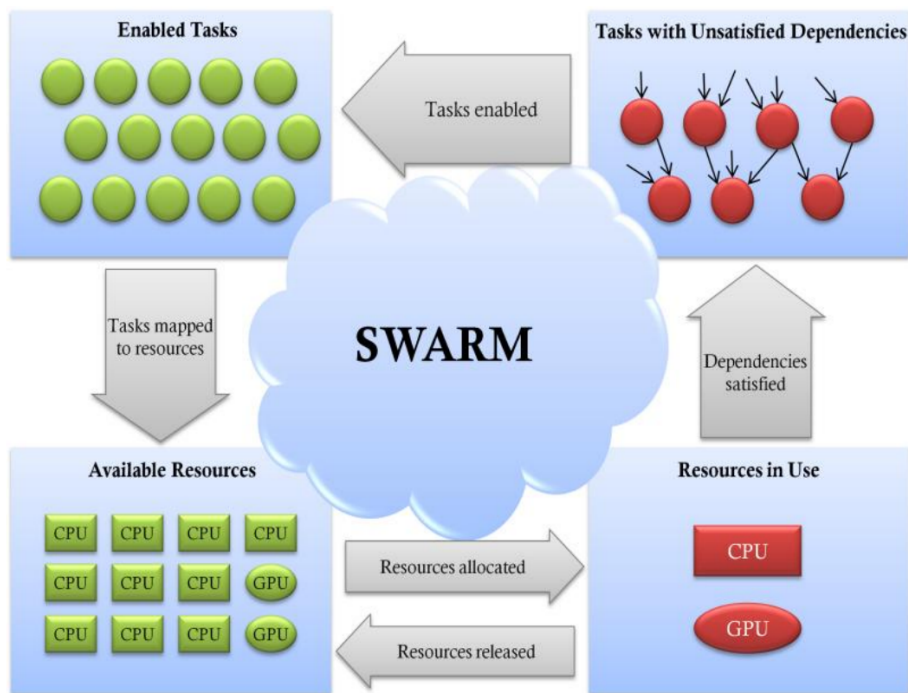 Enabled Tasks
Tasks with Unsatisfied Dependencies
Tasks enabled
Tasks mapped
to resources
SWARM
Dependencies
satisfied
Available Resources
CPU CPU CPU CPU
CPU CPU CPU GPU
CPU CPU CPU GPU
Resources allocated
Resources released
Resources in Use
CPU
GPU